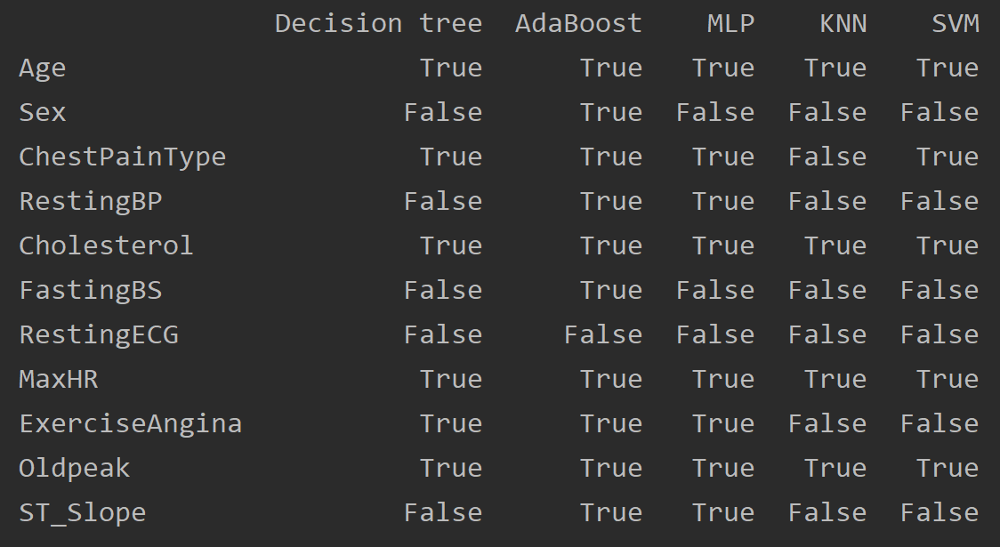 Decision tree AdaBoost MLP KNN SVM
Age True True True True True
Sex False True False False False
ChestPainType True True True False True
RestingBP False True True False False
Cholesterol True True True True True
FastingBS False True False False False
RestingECG False False False False False
MaxHR True True True True True
ExerciseAngina True True True False False
Oldpeak True True True True True
ST_Slope False True True False False